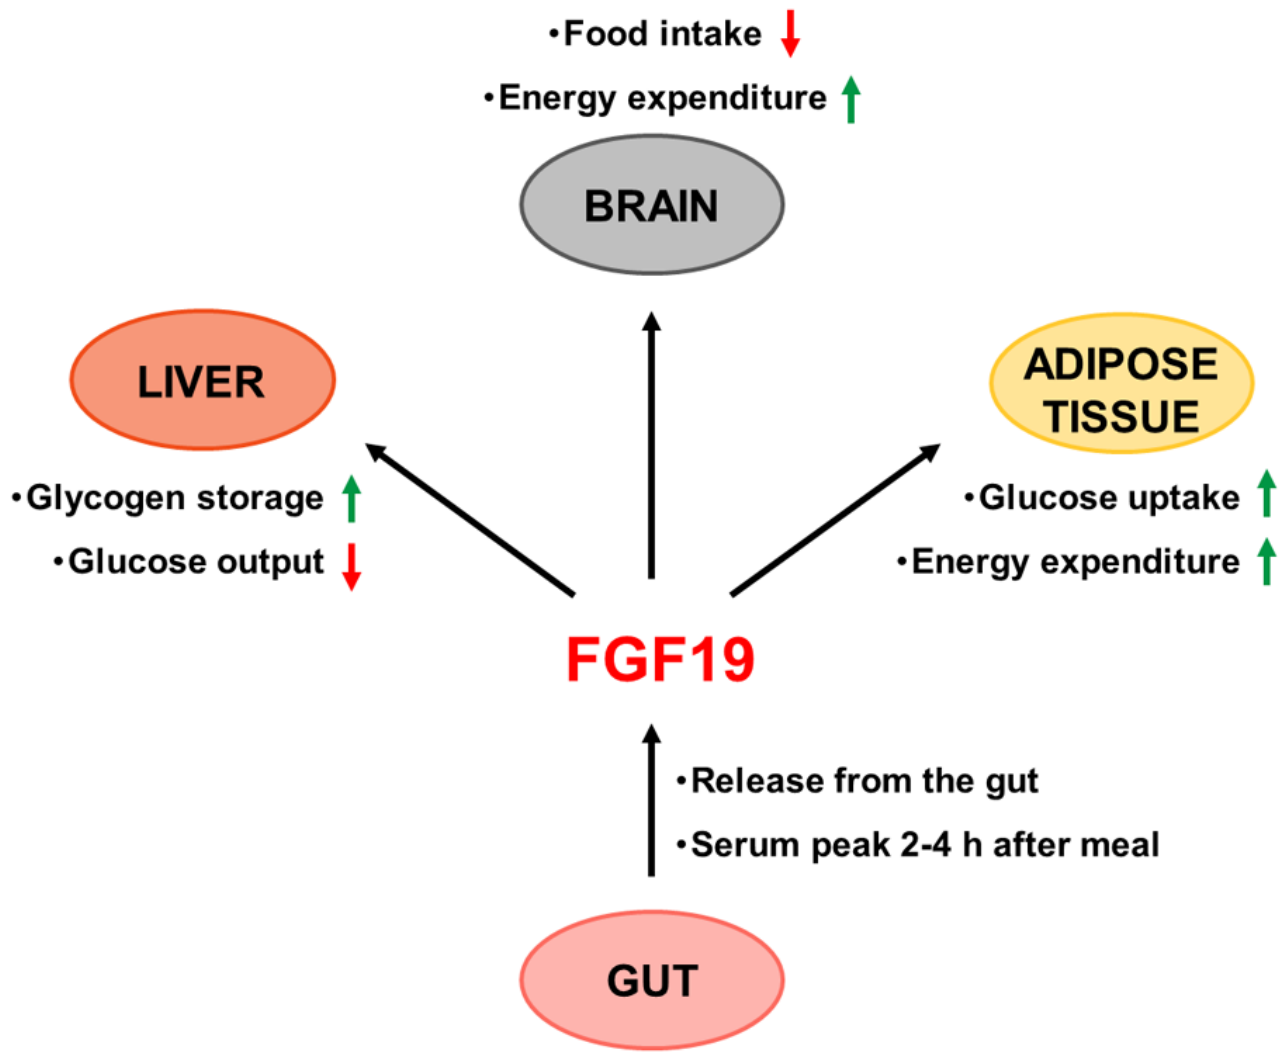 •Food intake
•Energy expenditure
BRAIN
LIVER
•Glycogen storage
•Glucose output
ADIPOSE
TISSUE
•Glucose uptake
•Energy expenditure
FGF19
•Release from the gut
•Serum peak 2-4 h after meal
GUT